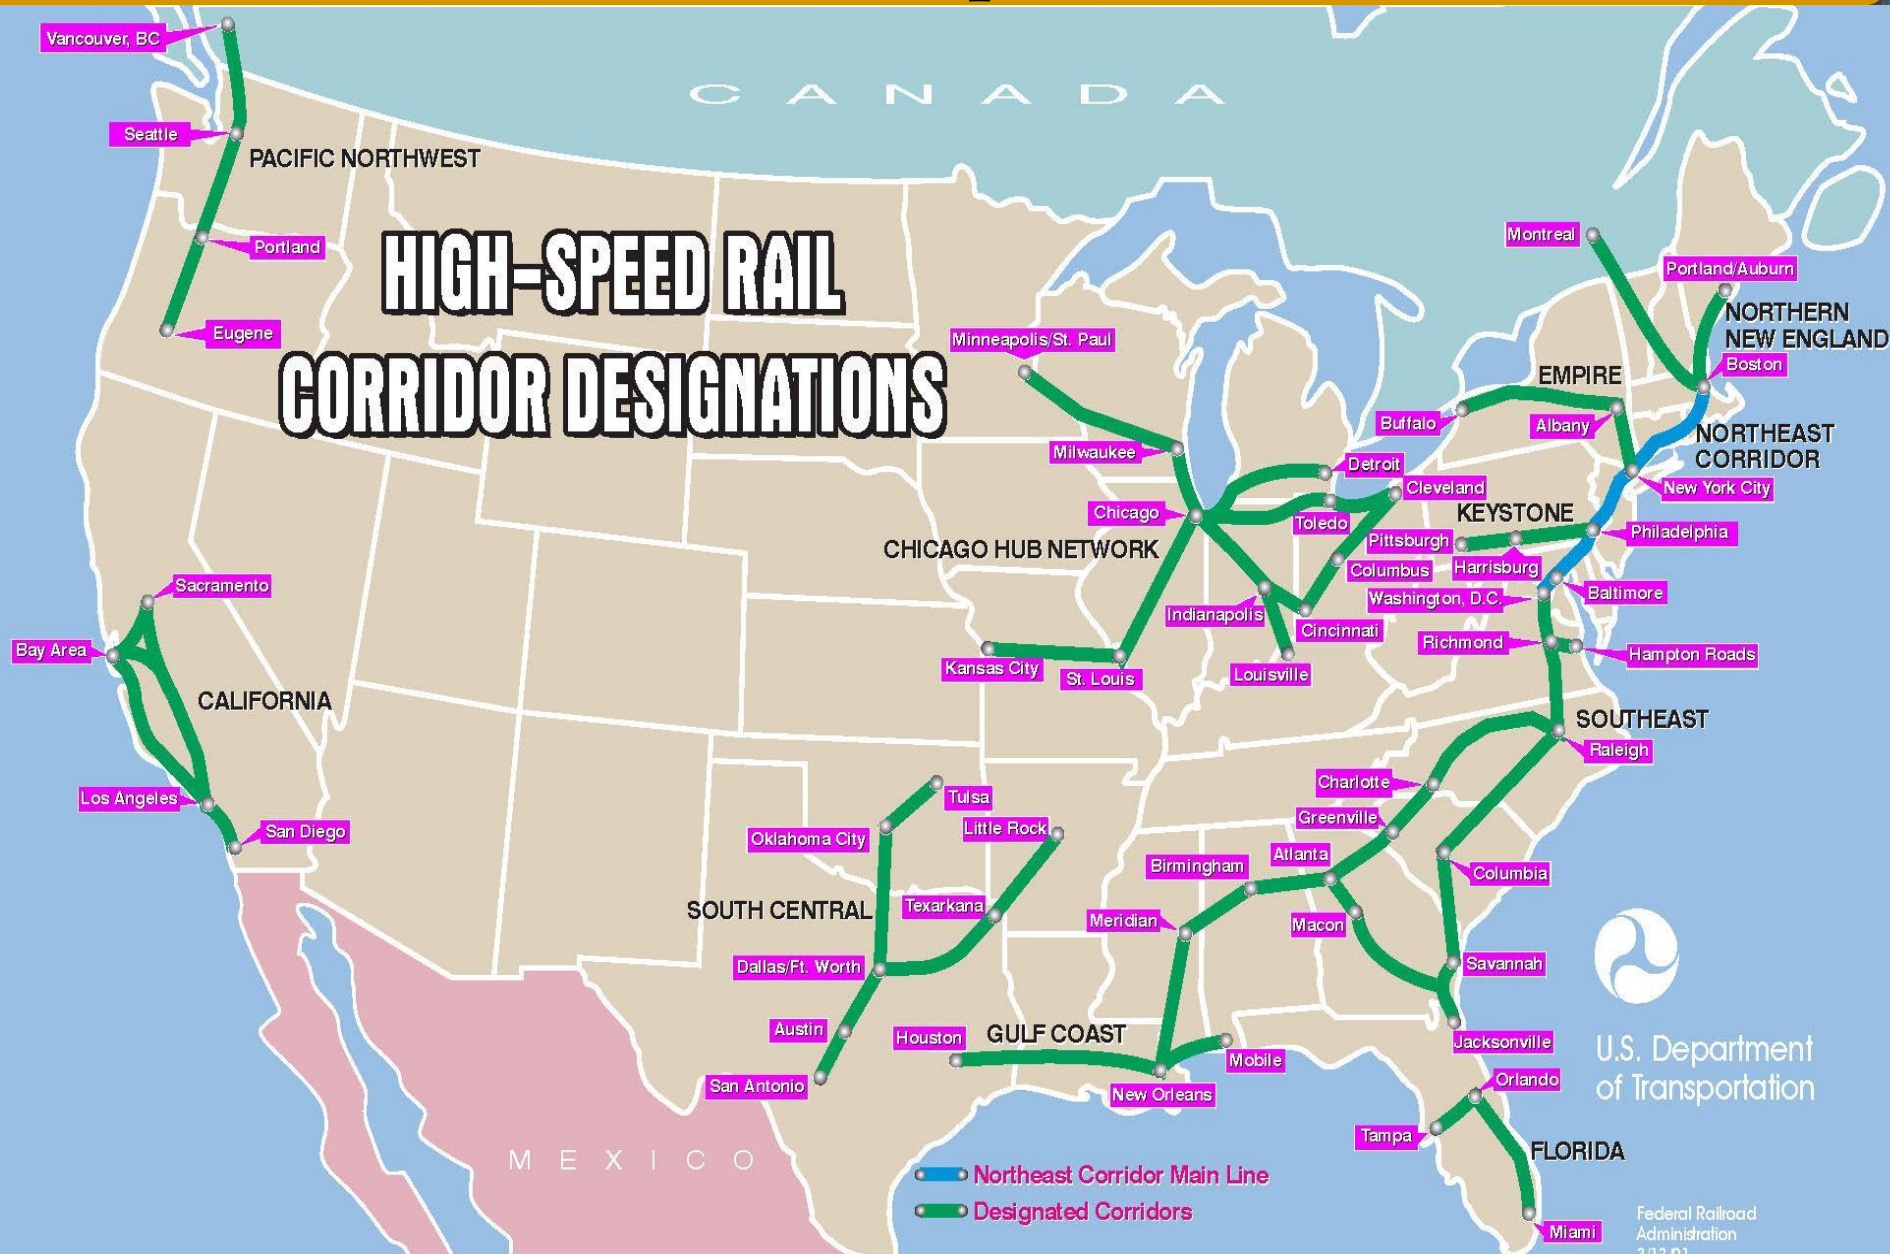 Vancouver, BC
CANADA
Seattle
PACIFIC NORTHWEST
Portland
Eugene
HIGH-SPEED RAIL
CORRIDOR DESIGNATIONS
Montreal
Portland/Auburn
NORTHERN
NEW ENGLAND
Boston
Minneapolis/St. Paul
EMPIRE
Buffalo
Albany
NORTHEAST
CORRIDOR
Milwaukee
Detroit
Cleveland
New York City
Chicago
Toledo
KEYSTONE
Philadelphia
Pittsburgh
Harrisburg
CHICAGO HUB NETWORK
Columbus
Baltimore
Washington, D.C.
Sacramento
Indianapolis
Cincinnati
Richmond
Hampton Roads
Bay Area
Kansas City
St. Louis
Louisville
CALIFORNIA
SOUTHEAST
Raleigh
Los Angeles
San Diego
Tulsa
Oklahoma City
Little Rock
Charlotte
Greenville
Atlanta
Birmingham
Columbia
SOUTH CENTRAL
Texarkana
Meridian
Macon
Dallas/Ft. Worth
Savannah
Austin
Houston
GULF COAST
Jacksonville
Mobile
San Antonio
New Orleans
Orlando
U.S. Department
of Transportation
Tampa
FLORIDA
MEXICO
Northeast Corridor Main Line
Designated Corridors
Miami
Federal Railroad
Administration